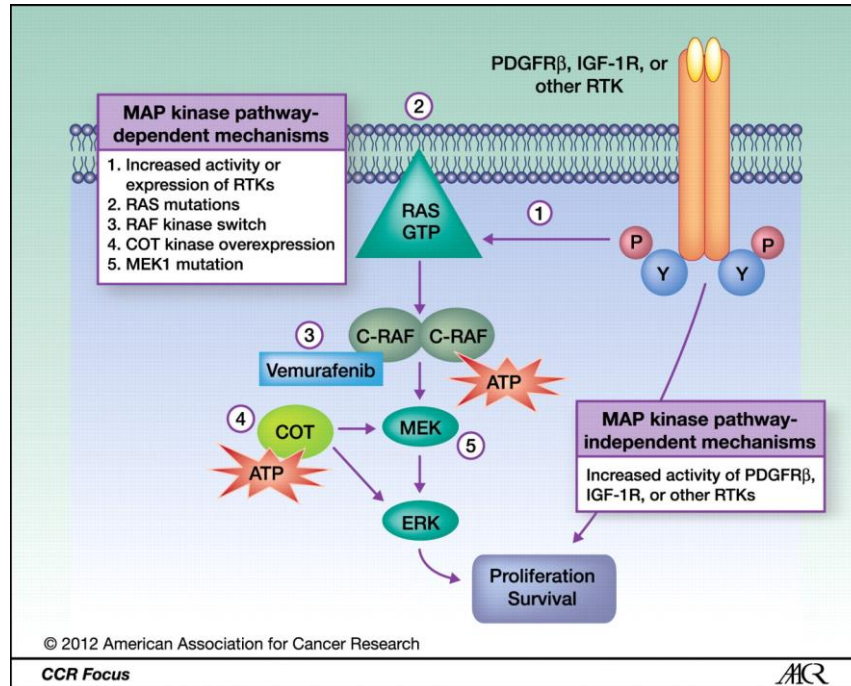 PDGFRβ, IGF-1R, or
other RTK
MAP kinase pathway-
dependent mechanisms
1. Increased activity or
expression of RTKs
2. RAS mutations
3. RAF kinase switch
4. COT kinase overexpression
5. MEK1 mutation
2
RAS
GTP
1
P
Y
Y
P
3
C-RAF
C-RAF
Vemurafenib
ATP
4
COT
ATP
MEK
5
ERK
MAP kinase pathway-
independent mechanisms
Increased activity of PDGFRβ,
IGF-1R, or other RTKs
Proliferation
Survival
© 2012 American Association for Cancer Research
CCR Focus
AACR